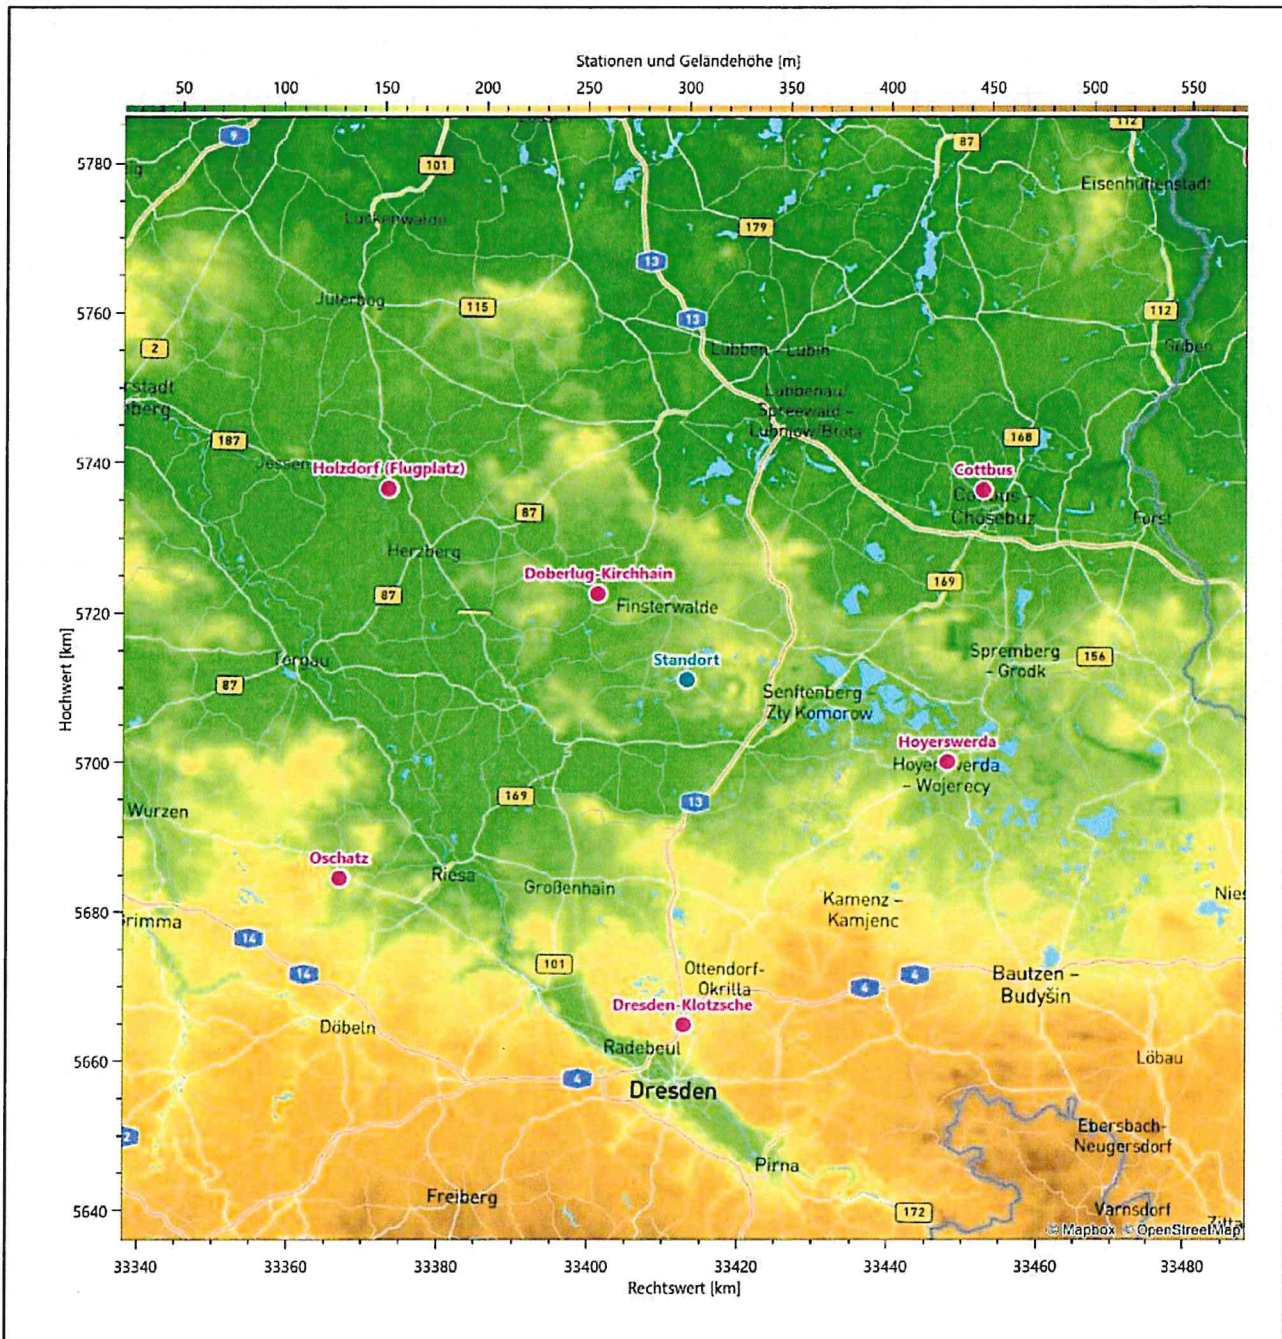 Stationen und Geländehöhe [m]
50 100 150 200 250 300 350 400 450 500 550
5780
5760
5740
5720
5700
5680
5660
5640
Hochwert [km]
9
101
87
112
Eisenhüttenstadt
Luckenwalde
179
13
Jüterbog
115
13
112
2
Lübben – Lubin
Guben
Lübbenau/
Spreewald –
Lubnjow/Błota
187
168
Jessen
Holzdorf (Flugplatz)
Cottbus
Chóśebuz
87
Forst
Herzberg
Doberlug-Kirchhain
169
87
Finsterwalde
Torgau
Standort
Spremberg
– Grodk
156
87
Senftenberg –
Zły Komorow
Hoyerswerda
– Wojerecy
169
13
Wurzen
Oschatz
Riesa
Großenhain
Kamenz –
Kamjenc
14
14
101
Ottendorf-
Okrilla
4
4
Bautzen –
Budyšin
Dresden-Klotzsche
Döbeln
Radebeul
Löbau
4
Dresden
Ebersbach-
Neugersdorf
Pirna
Freiberg
172
Varnsdorf
© Mapbox © OpenStreetMap
33340 33360 33380 33400 33420 33440 33460 33480
Rechtswert [km]